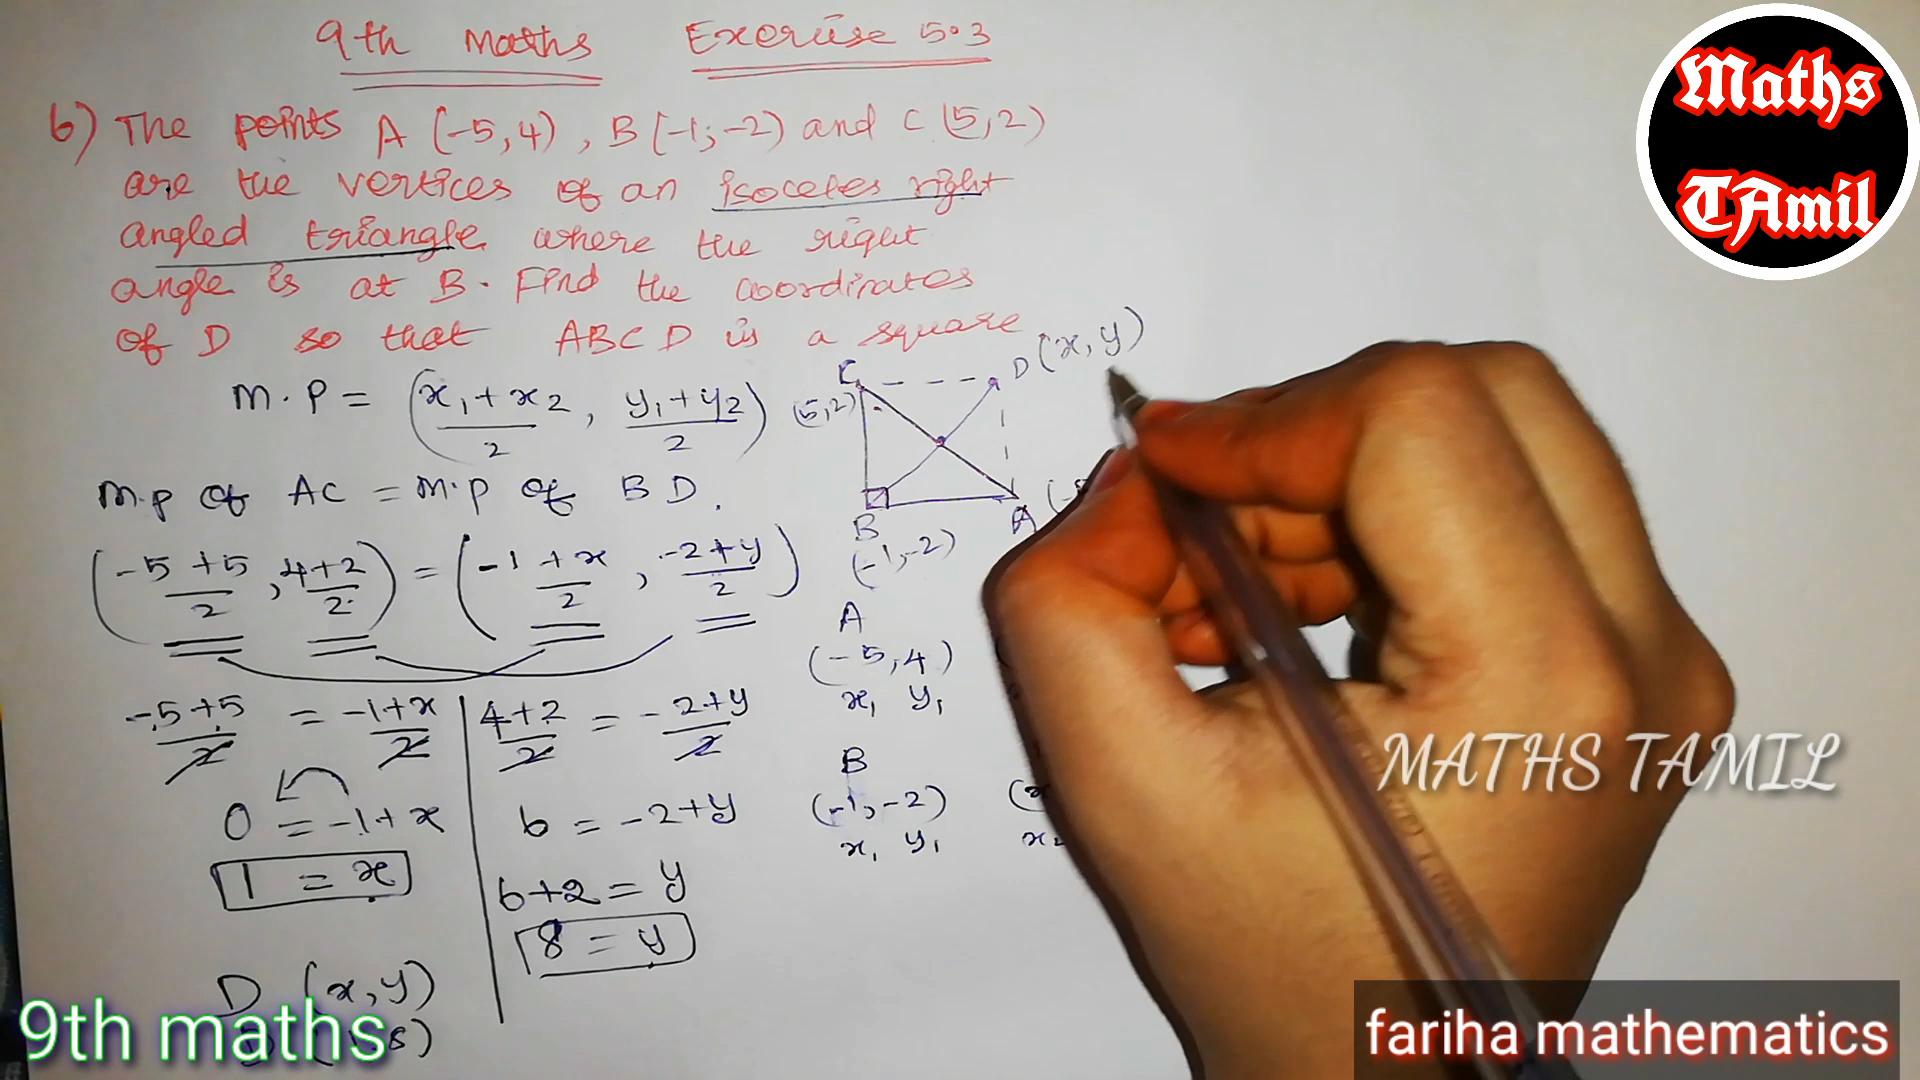 9th Maths Exercise 5.3
6) The points A (-5,4), B (-1,-2) and C (5,2)
are the vertices of an isoceles right
angled triangle where the right
angle is at B. Find the coordinates
of D so that ABCD is a square
M.P = (x₁+x₂/2, y₁+y₂/2)
M.P of AC = M.P of BD.
(-5+5/2, 4+2/2) = (-1+x/2, -2+y/2)
-5+5/2 = -1+x/2
0 = -1+x
1 = x
4+2/2 = -2+y/2
6 = -2+y
6+2 = y
8 = y
D (x,y)
C
(5,2)
D (x,y)
B
(-1,-2)
A
A
(-5,4)
x₁ y₁
B
(-1,-2)
x₁ y₁
x₂
Maths
TAmil
MATHS TAMIL
9th maths
fariha mathematics